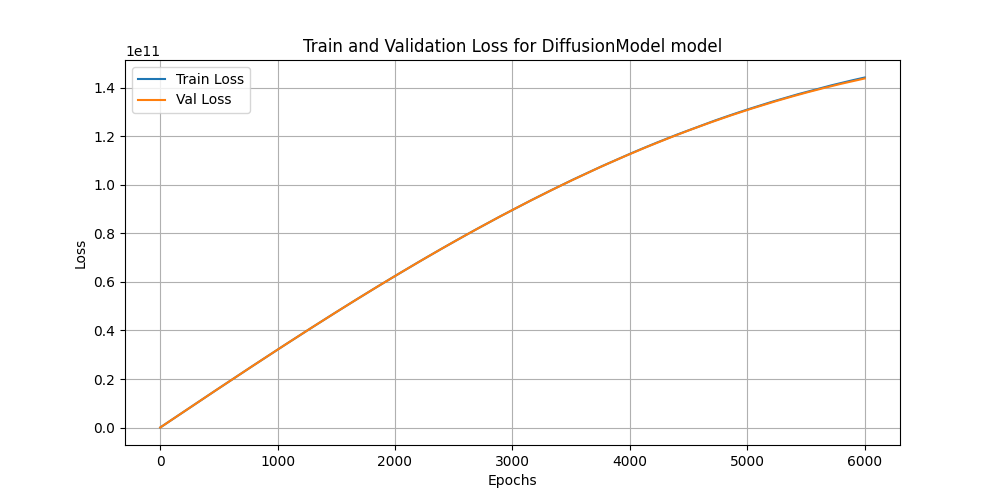 Train and Validation Loss for DiffusionModel model
1e11
Train Loss
Val Loss
1.4
1.2
1.0
0.8
0.6
0.4
0.2
0.0
Loss
0 1000 2000 3000 4000 5000 6000
Epochs